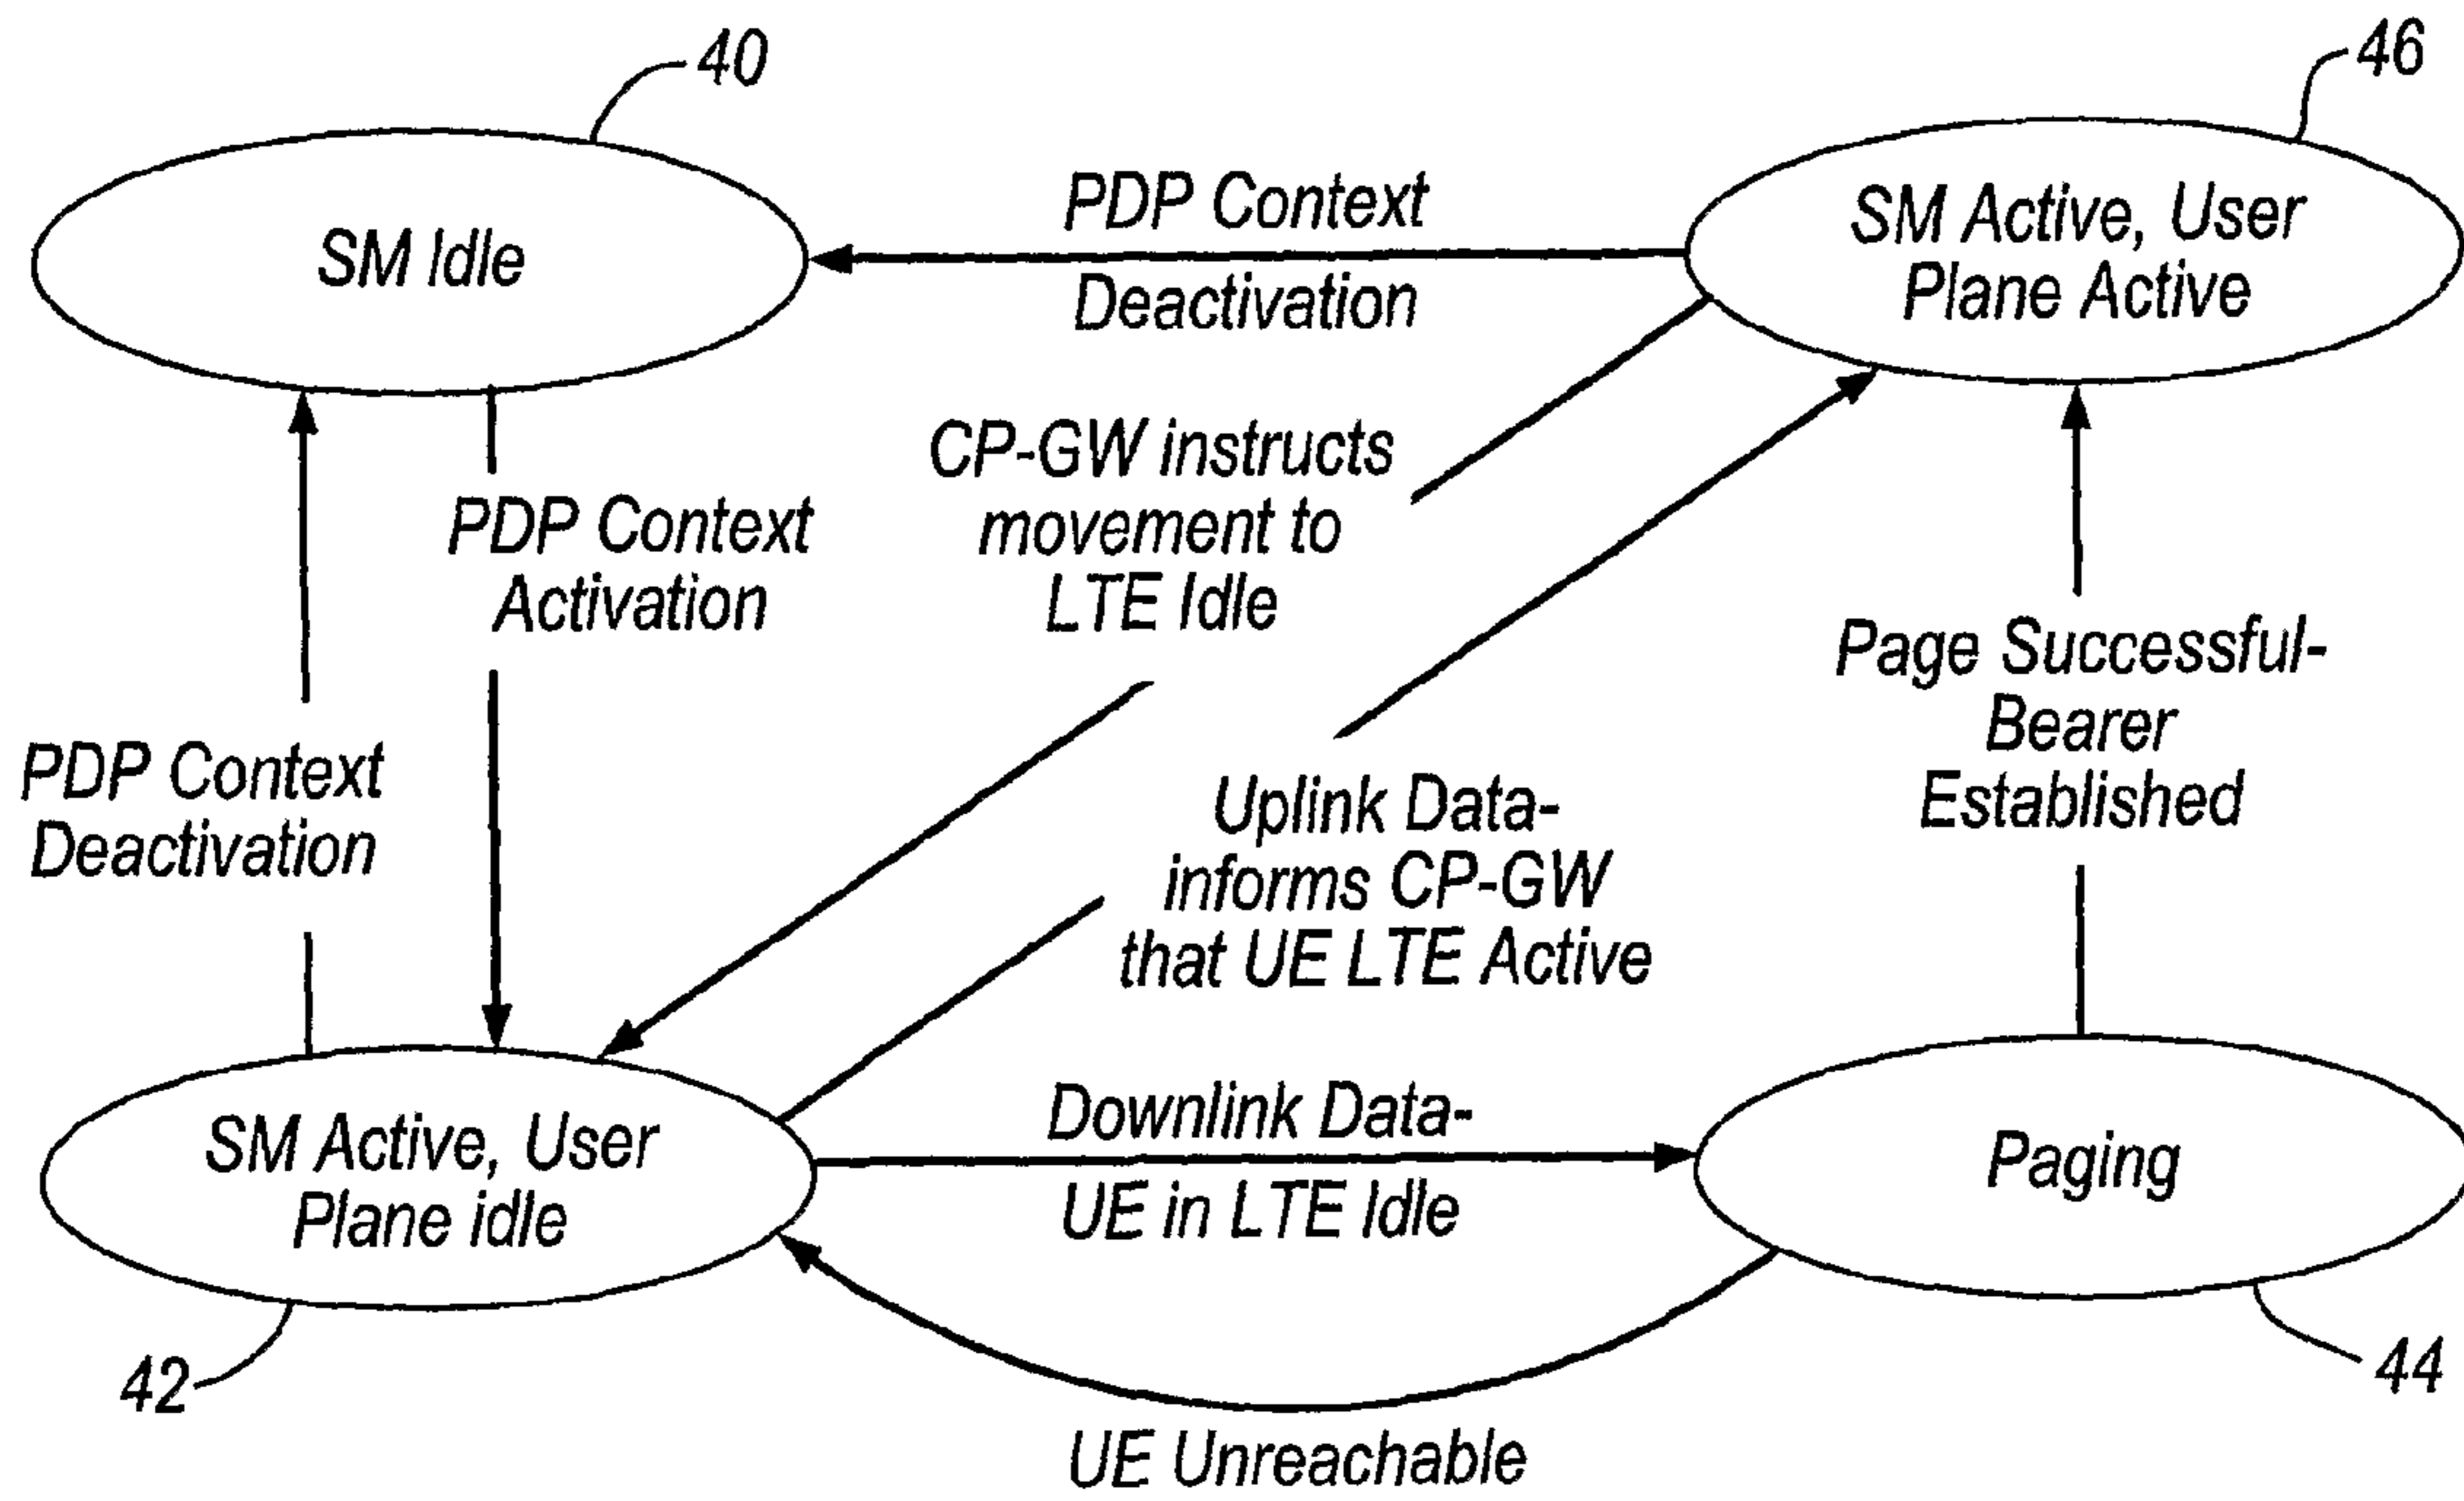 40
46
SM Idle
PDP Context
Deactivation
SM Active, User
Plane Active
PDP Context
Activation
CP-GW instructs
movement to
LTE Idle
Page Successful-
Bearer
Established
PDP Context
Deactivation
Uplink Data-
informs CP-GW
that UE LTE Active
SM Active, User
Plane idle
Downlink Data-
UE in LTE Idle
Paging
42
44
UE Unreachable